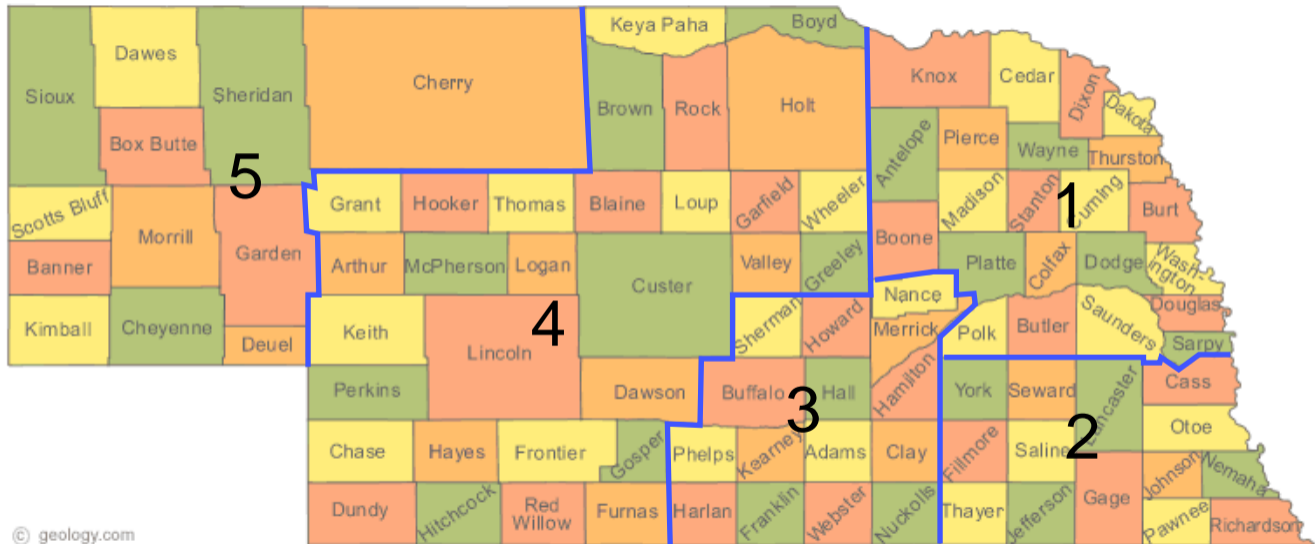 Keya Paha
Boyd
Dawes
Cherry
Knox
Cedar
Sioux
Sheridan
Brown
Rock
Holt
Dixon
Dakota
Box Butte
Antelope
Pierce
Wayne
Thurston
5
Scotts Bluff
Grant
Hooker
Thomas
Blaine
Loup
Garfield
Wheeler
Madison
Stanton
1
Cuming
Burt
Morrill
Garden
Boone
Banner
Arthur
McPherson
Logan
Custer
Valley
Greeley
Platte
Colfax
Dodge
Wash-
ington
Nance
Kimball
Cheyenne
Deuel
Keith
4
Lincoln
Sherman
Howard
Merrick
Polk
Butler
Saunders
Douglas
Sarpy
Perkins
Dawson
Buffalo
3
Hall
Hamilton
York
Seward
Lancaster
Cass
Chase
Hayes
Frontier
Gosper
Phelps
Kearney
Adams
Clay
Fillmore
Saline
2
Otoe
Dundy
Hitchcock
Red
Willow
Furnas
Harlan
Franklin
Webster
Nuckolls
Thayer
Jefferson
Gage
Johnson
Nemaha
Pawnee
Richardson
© geology.com